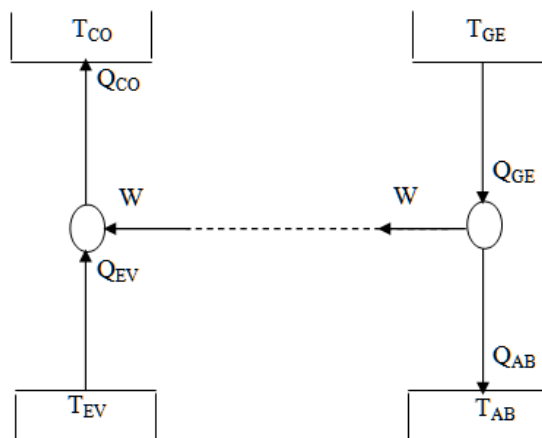 T_CO T_GE
Q_CO
Q_GE
W W
Q_EV
Q_AB
T_EV T_AB